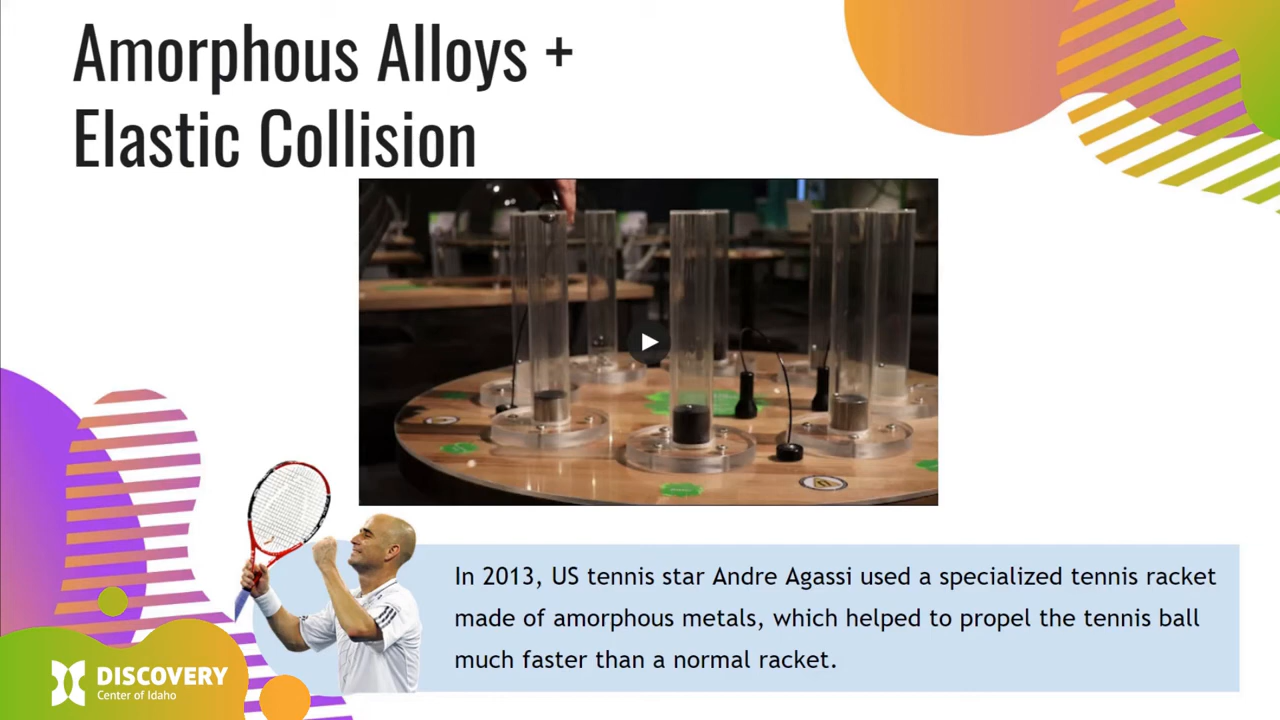 Amorphous Alloys +
Elastic Collision
In 2013, US tennis star Andre Agassi used a specialized tennis racket
made of amorphous metals, which helped to propel the tennis ball
much faster than a normal racket.
DISCOVERY
Center of Idaho